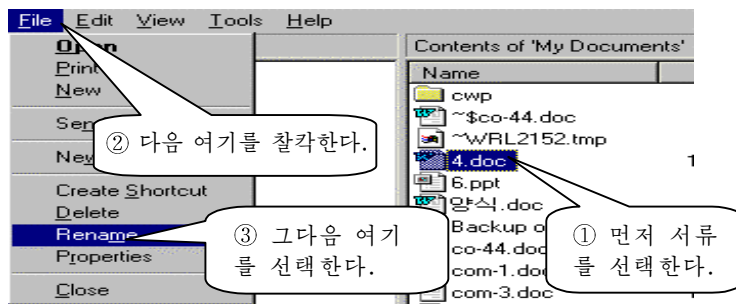 File Edit View Tools Help
Open
Print
New
② 다음 여기를 찰칵한다.
Create Shortcut
Delete
Rename
Properties
Close
③ 그다음 여기
를 선택한다.
Contents of 'My Documents'
Name
cwp
~$co-44.doc
~WRL2152.tmp
4.doc 1
6.ppt
양식.doc
Backup o
co-44.doc
com-1.doc
com-3.doc
① 먼저 서류
를 선택한다.